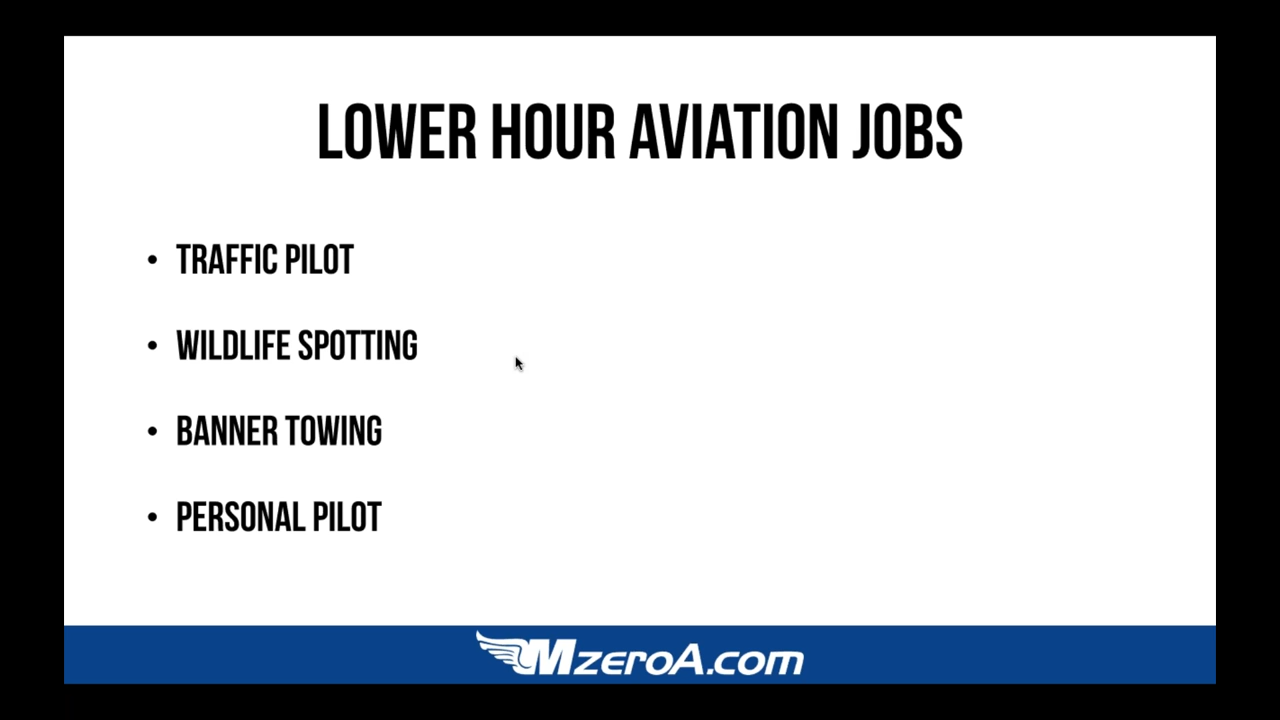 LOWER HOUR AVIATION JOBS
• TRAFFIC PILOT
• WILDLIFE SPOTTING
• BANNER TOWING
• PERSONAL PILOT
MzeroA.com